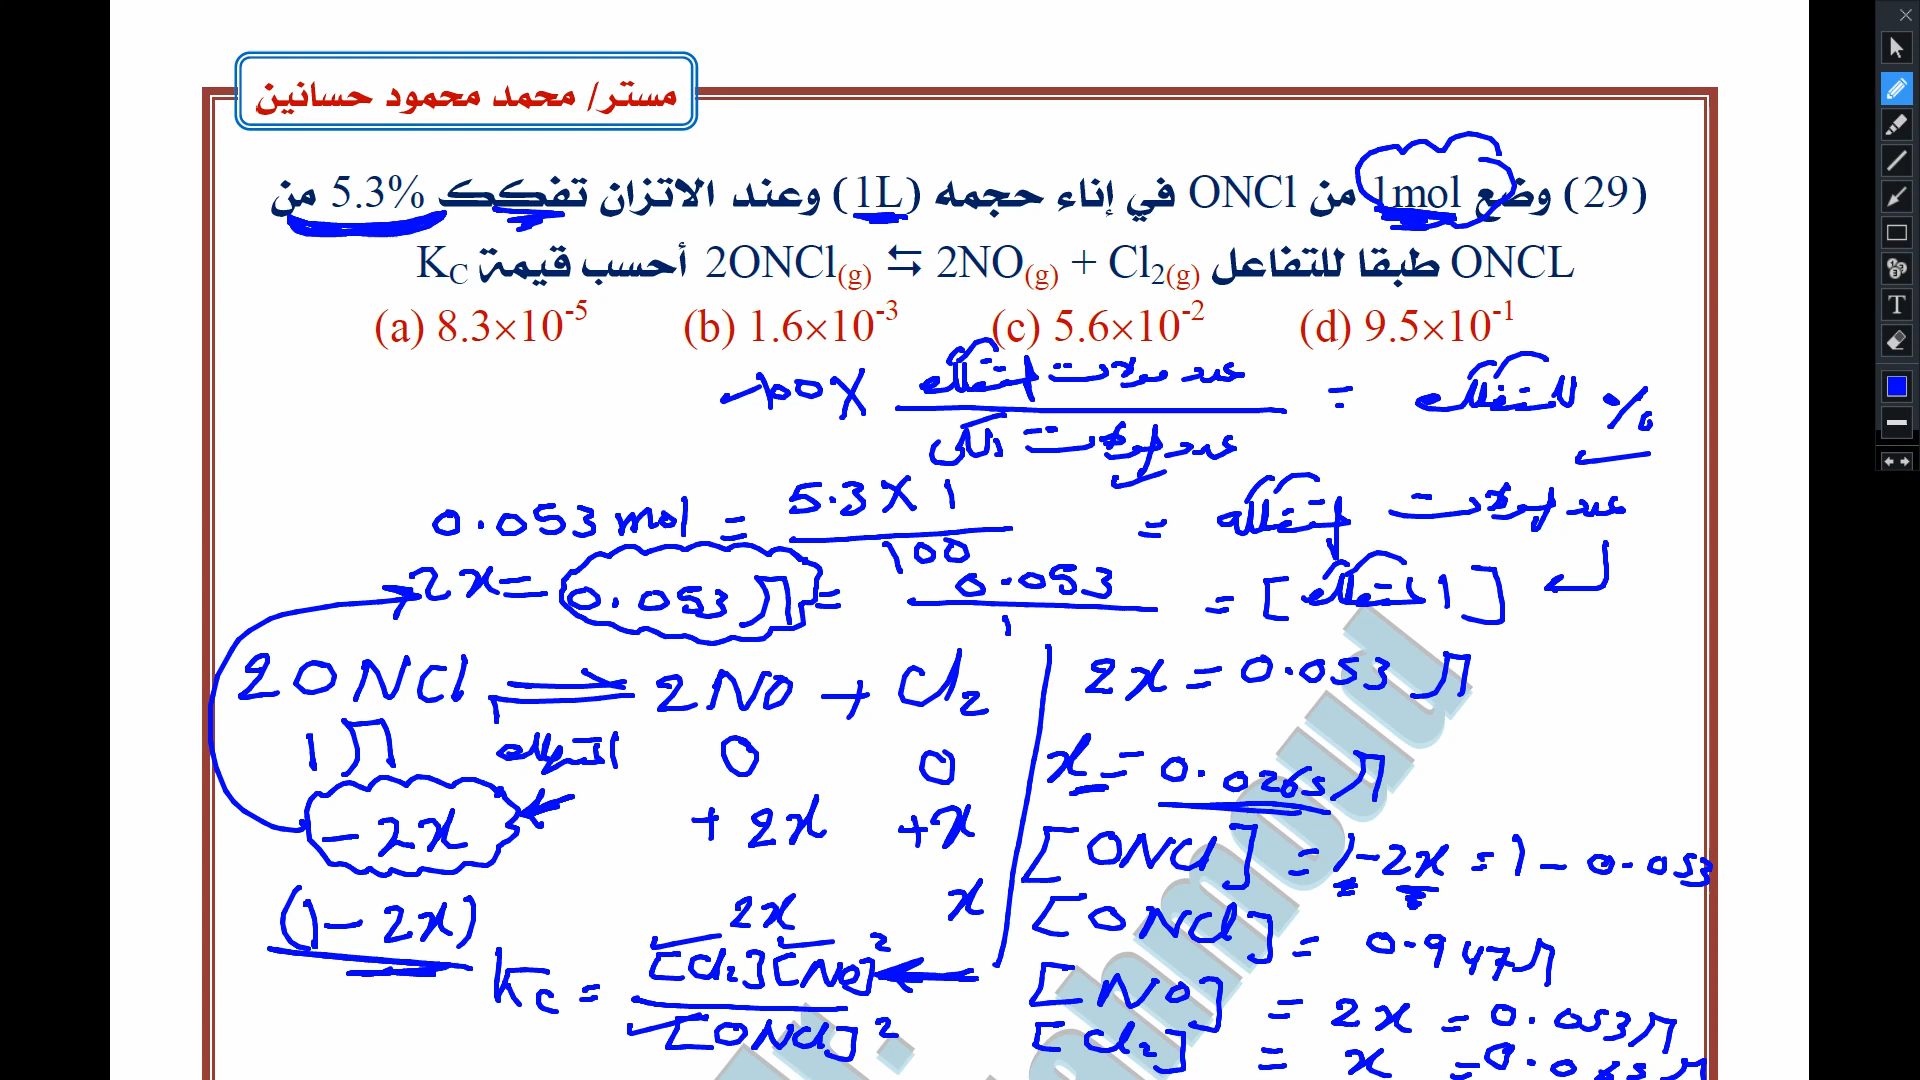 مستر/ محمد محمود حسانين
(29) وضع 1mol من ONCl في إناء حجمه (1L) وعند الاتزان تفكك 5.3% من
ONCL طبقا للتفاعل 2ONCl(g) ⇆ 2NO(g) + Cl2(g) أحسب قيمة KC
(a) 8.3×10-5 (b) 1.6×10-3 (c) 5.6×10-2 (d) 9.5×10-1
% للتفكك = عدد مولات المتفكك / عدد المولات الكلي × 100
عدد المولات المتفككة = 5.3 × 1 / 100 = 0.053 mol
[المتفكك] = 0.053 / 1 = 0.053 M = 2x
2ONCl ⇌ 2NO + Cl2
1 M 0 0
- 2x + 2x + x
(1 - 2x) 2x x
Kc = [Cl2][NO]2 / [ONCl]2
2x = 0.053 M
x = 0.0265 M
[ONCl] = 1 - 2x = 1 - 0.053
[ONCl] = 0.947 M
[NO] = 2x = 0.053 M
[Cl2] = x